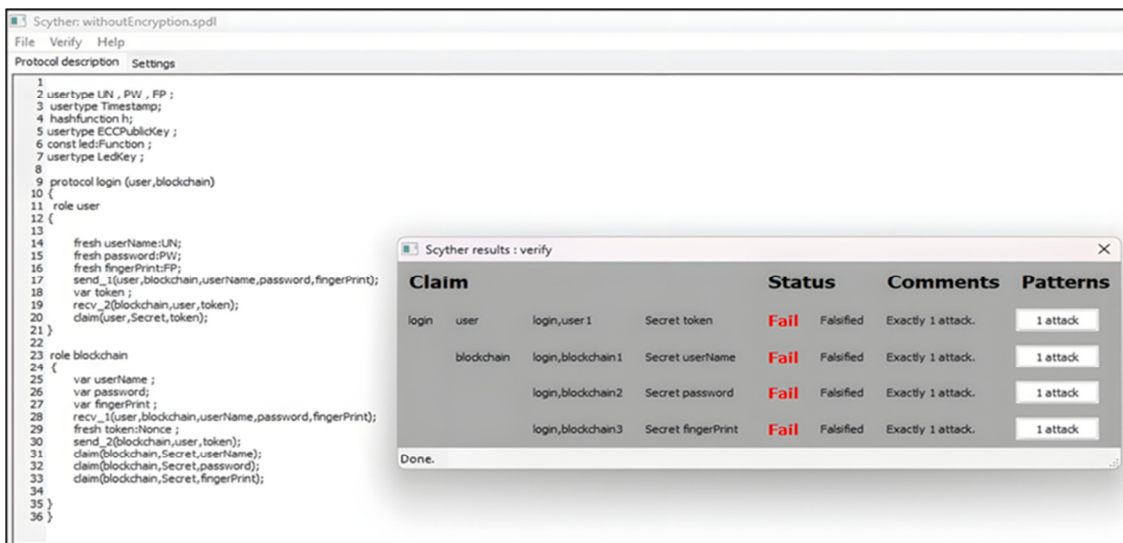 Scyther: withoutEncryption.spdl
File Verify Help
Protocol description Settings
1
2 usertype UN , PW , FP ;
3 usertype Timestamp;
4 hashfunction h;
5 usertype ECCPublicKey ;
6 const led:Function ;
7 usertype LedKey ;
8
9 protocol login (user,blockchain)
10 {
11 role user
12 {
13
14 fresh userName:UN;
15 fresh password:PW;
16 fresh fingerPrint:FP;
17 send_1(user,blockchain,userName,password,fingerPrint);
18 var token ;
19 recv_2(blockchain,user,token);
20 claim(user,Secret,token);
21 }
22
23 role blockchain
24 {
25 var userName ;
26 var password;
27 var fingerPrint ;
28 recv_1(user,blockchain,userName,password,fingerPrint);
29 fresh token:Nonce ;
30 send_2(blockchain,user,token);
31 claim(blockchain,Secret,userName);
32 claim(blockchain,Secret,password);
33 claim(blockchain,Secret,fingerPrint);
34
35 }
36 }
Scyther results : verify
Claim Status Comments Patterns
login user login,user1 Secret token Fail Falsified Exactly 1 attack. 1 attack
blockchain login,blockchain1 Secret userName Fail Falsified Exactly 1 attack. 1 attack
login,blockchain2 Secret password Fail Falsified Exactly 1 attack. 1 attack
login,blockchain3 Secret fingerPrint Fail Falsified Exactly 1 attack. 1 attack
Done.